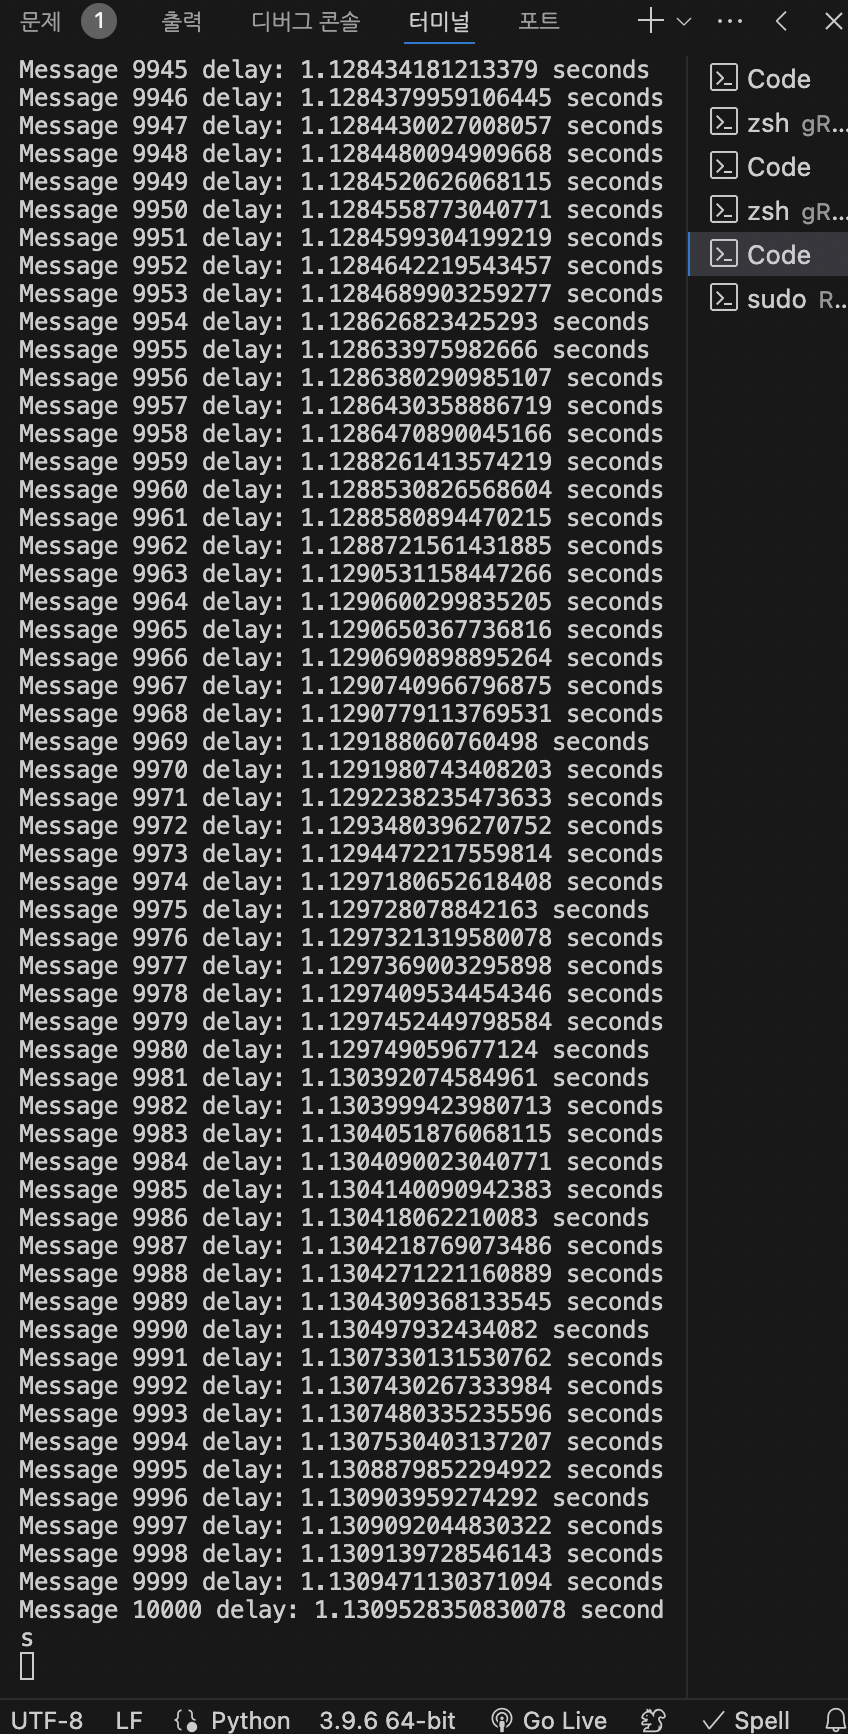 문제 1 출력 디버그 콘솔 터미널 포트
Message 9945 delay: 1.128434181213379 seconds
Message 9946 delay: 1.1284379959106445 seconds
Message 9947 delay: 1.1284430027008057 seconds
Message 9948 delay: 1.1284480094909668 seconds
Message 9949 delay: 1.1284520626068115 seconds
Message 9950 delay: 1.1284558773040771 seconds
Message 9951 delay: 1.1284599304199219 seconds
Message 9952 delay: 1.1284642219543457 seconds
Message 9953 delay: 1.1284689903259277 seconds
Message 9954 delay: 1.128626823425293 seconds
Message 9955 delay: 1.128633975982666 seconds
Message 9956 delay: 1.1286380290985107 seconds
Message 9957 delay: 1.1286430358886719 seconds
Message 9958 delay: 1.1286470890045166 seconds
Message 9959 delay: 1.1288261413574219 seconds
Message 9960 delay: 1.1288530826568604 seconds
Message 9961 delay: 1.1288580894470215 seconds
Message 9962 delay: 1.1288721561431885 seconds
Message 9963 delay: 1.1290531158447266 seconds
Message 9964 delay: 1.1290600299835205 seconds
Message 9965 delay: 1.1290650367736816 seconds
Message 9966 delay: 1.1290690898895264 seconds
Message 9967 delay: 1.1290740966796875 seconds
Message 9968 delay: 1.1290779113769531 seconds
Message 9969 delay: 1.129188060760498 seconds
Message 9970 delay: 1.1291980743408203 seconds
Message 9971 delay: 1.1292238235473633 seconds
Message 9972 delay: 1.1293480396270752 seconds
Message 9973 delay: 1.1294472217559814 seconds
Message 9974 delay: 1.1297180652618408 seconds
Message 9975 delay: 1.129728078842163 seconds
Message 9976 delay: 1.1297321319580078 seconds
Message 9977 delay: 1.1297369003295898 seconds
Message 9978 delay: 1.1297409534454346 seconds
Message 9979 delay: 1.1297452449798584 seconds
Message 9980 delay: 1.129749059677124 seconds
Message 9981 delay: 1.130392074584961 seconds
Message 9982 delay: 1.1303999423980713 seconds
Message 9983 delay: 1.1304051876068115 seconds
Message 9984 delay: 1.1304090023040771 seconds
Message 9985 delay: 1.1304140090942383 seconds
Message 9986 delay: 1.130418062210083 seconds
Message 9987 delay: 1.1304218769073486 seconds
Message 9988 delay: 1.1304271221160889 seconds
Message 9989 delay: 1.1304309368133545 seconds
Message 9990 delay: 1.130497932434082 seconds
Message 9991 delay: 1.1307330131530762 seconds
Message 9992 delay: 1.1307430267333984 seconds
Message 9993 delay: 1.1307480335235596 seconds
Message 9994 delay: 1.1307530403137207 seconds
Message 9995 delay: 1.1308879852294922 seconds
Message 9996 delay: 1.130903959274292 seconds
Message 9997 delay: 1.1309092044830322 seconds
Message 9998 delay: 1.1309139728546143 seconds
Message 9999 delay: 1.1309471130371094 seconds
Message 10000 delay: 1.1309528350830078 second
s
Code
zsh gR...
Code
zsh gR...
Code
sudo R...
UTF-8 LF Python 3.9.6 64-bit Go Live Spell